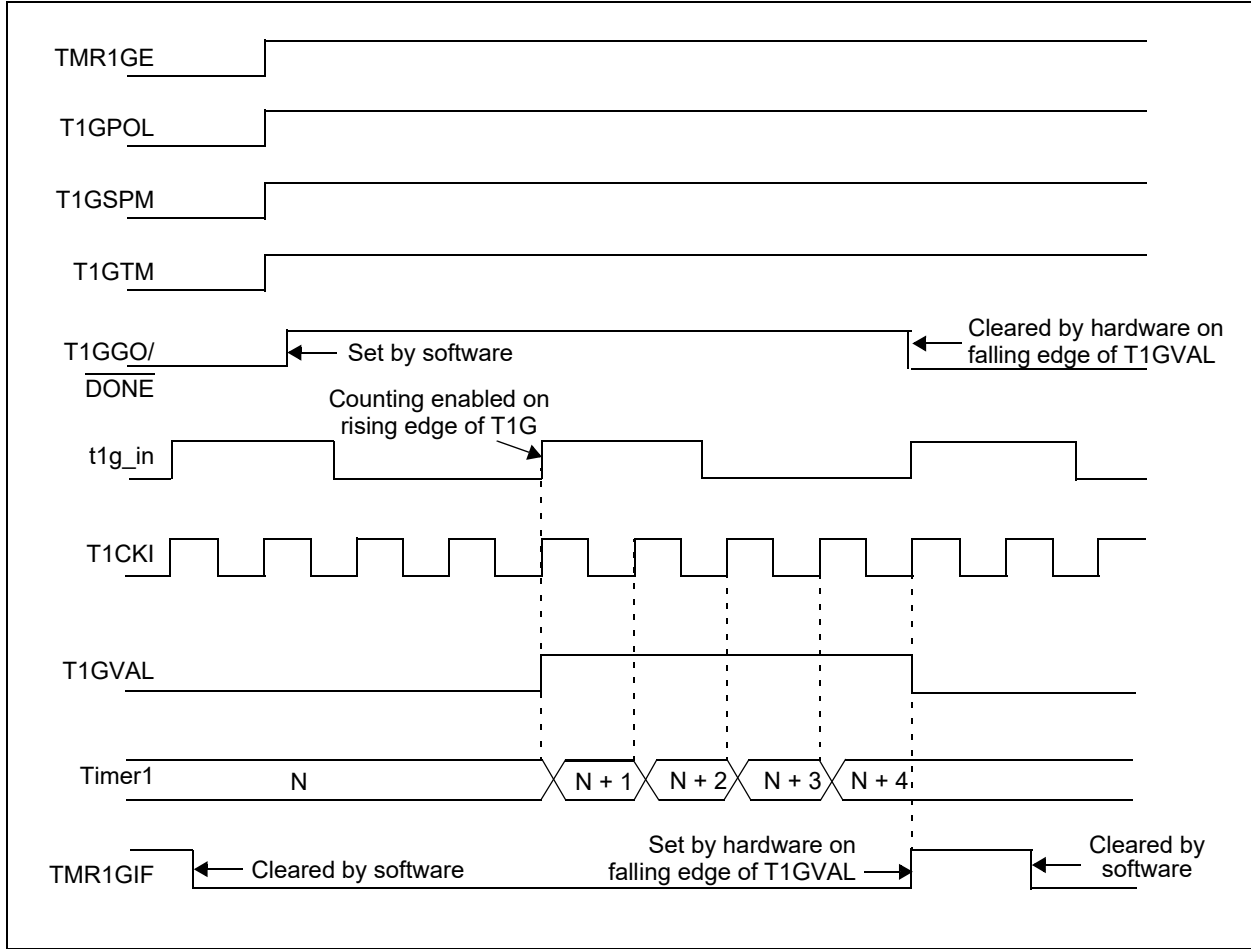 TMR1GE
T1GPOL
T1GSPM
T1GTM
T1GGO/
DONE
Set by software
Cleared by hardware on
falling edge of T1GVAL
Counting enabled on
rising edge of T1G
t1g_in
T1CKI
T1GVAL
Timer1
N
N + 1
N + 2
N + 3
N + 4
TMR1GIF
Cleared by software
Set by hardware on
falling edge of T1GVAL
Cleared by
software